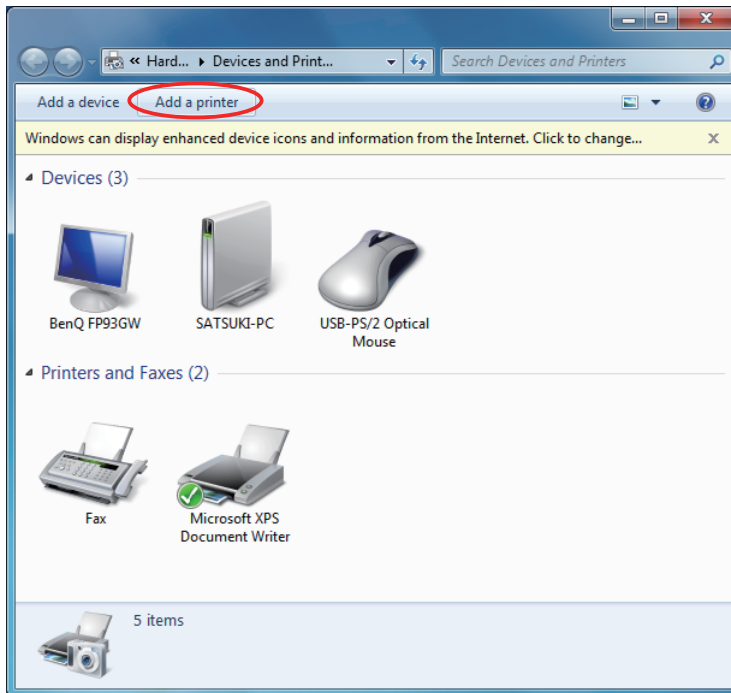 « Hard... ▸ Devices and Print...
Search Devices and Printers
Add a device
Add a printer
Windows can display enhanced device icons and information from the Internet. Click to change...
Devices (3)
BenQ FP93GW
SATSUKI-PC
USB-PS/2 Optical
Mouse
Printers and Faxes (2)
Fax
Microsoft XPS
Document Writer
5 items